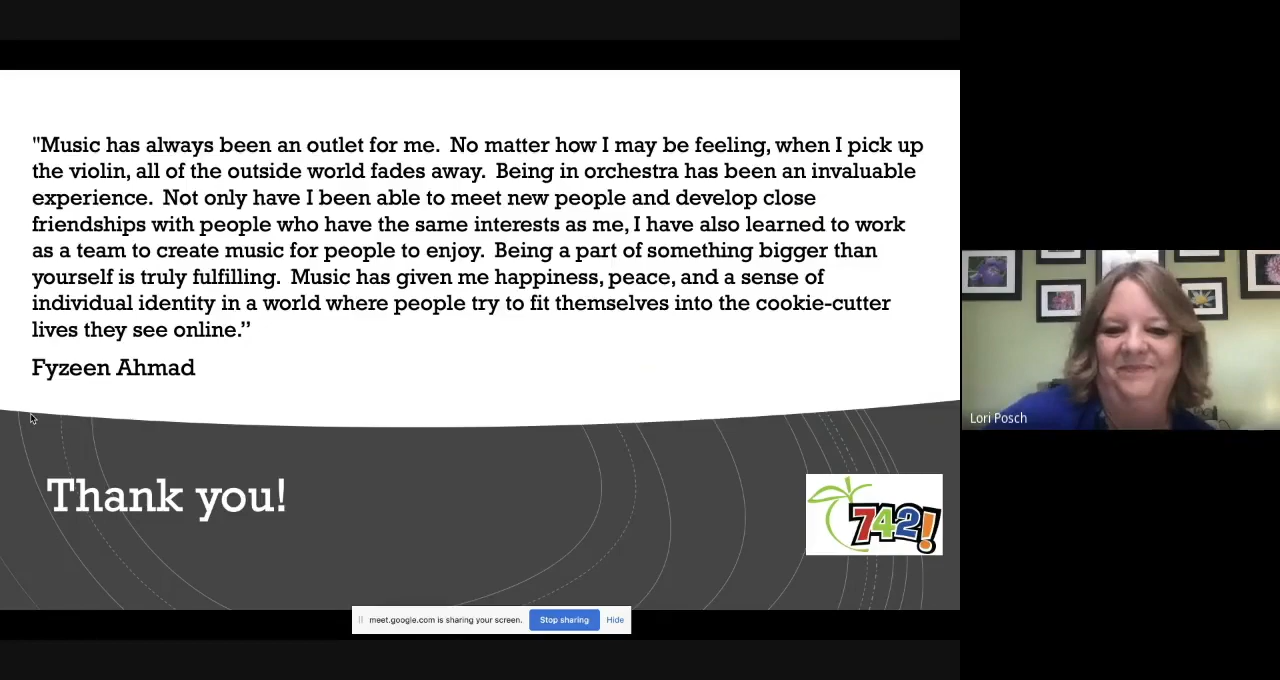 "Music has always been an outlet for me.  No matter how I may be feeling, when I pick up
the violin, all of the outside world fades away.  Being in orchestra has been an invaluable
experience.  Not only have I been able to meet new people and develop close
friendships with people who have the same interests as me, I have also learned to work
as a team to create music for people to enjoy.  Being a part of something bigger than
yourself is truly fulfilling.  Music has given me happiness, peace, and a sense of
individual identity in a world where people try to fit themselves into the cookie-cutter
lives they see online.”
Fyzeen Ahmad
Lori Posch
Thank you!
742!
meet.google.com is sharing your screen.
Stop sharing
Hide